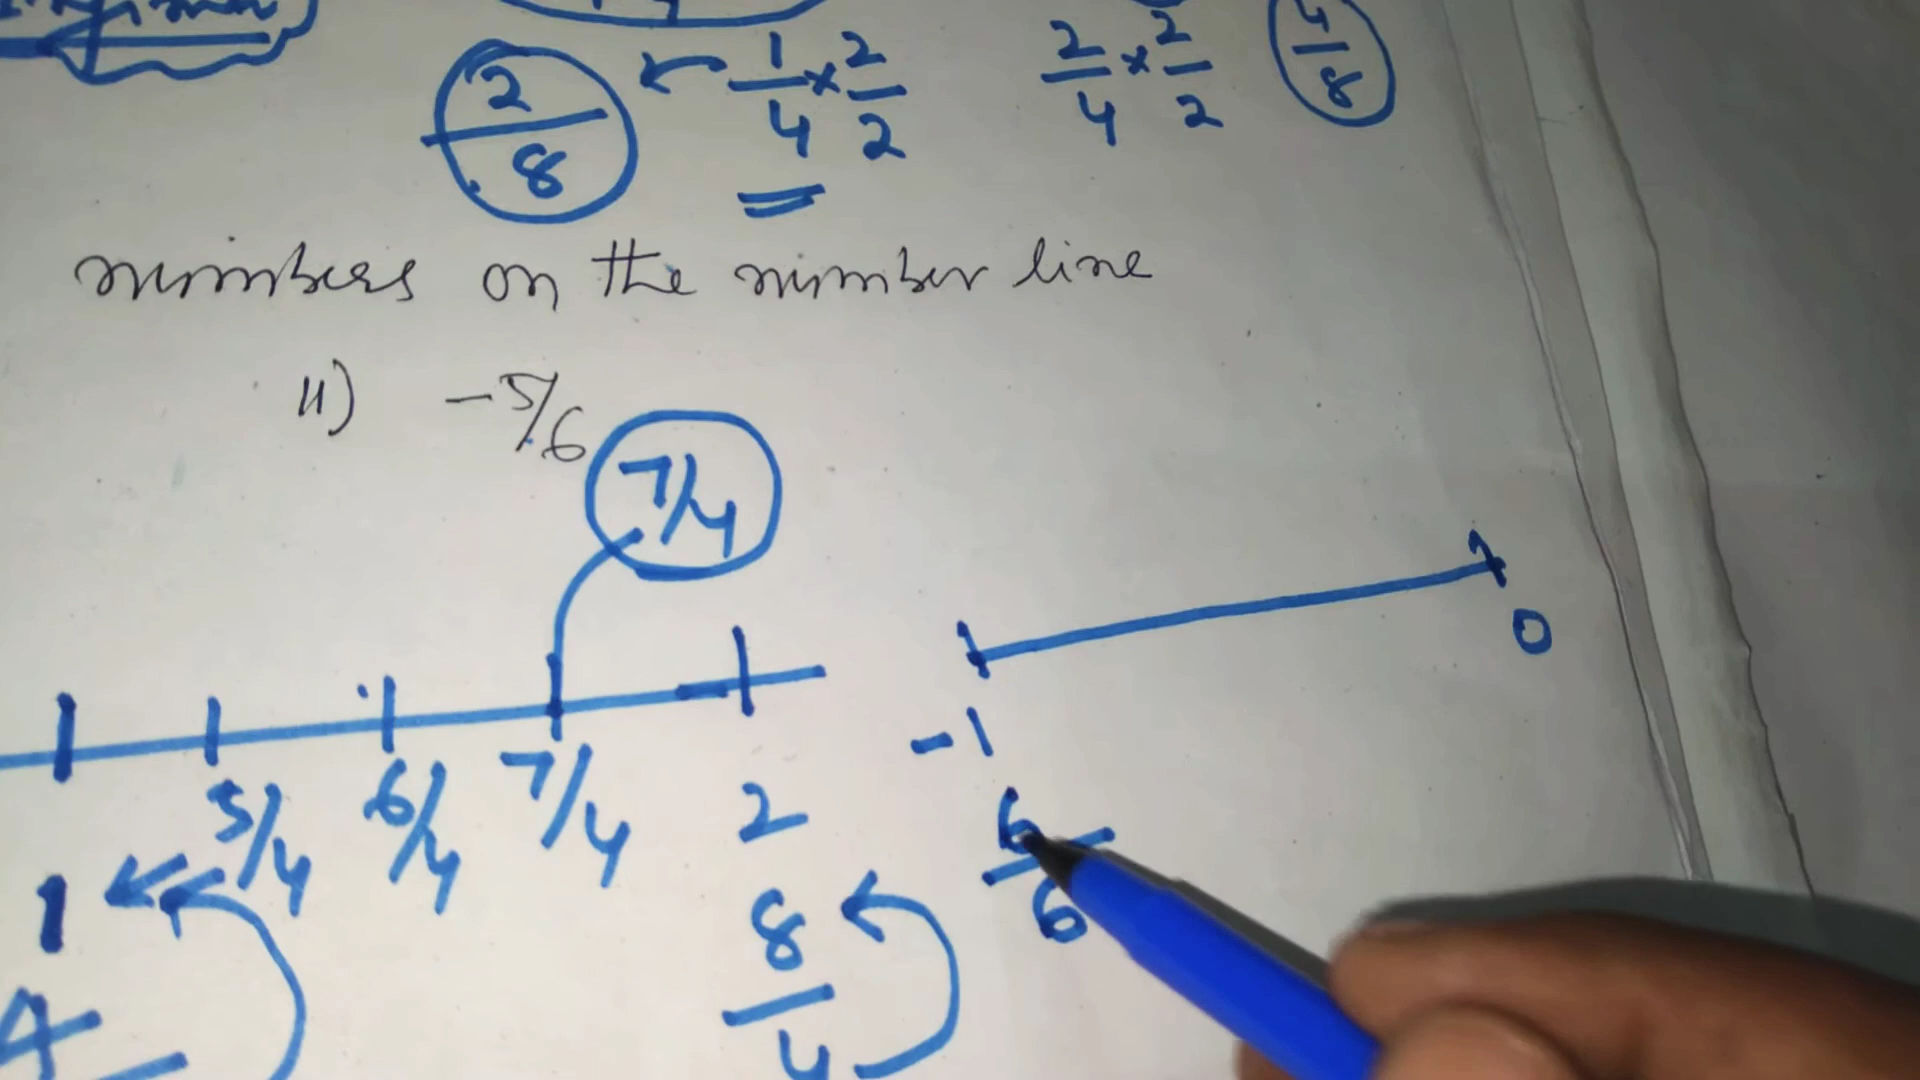 2/8 ← 1/4 × 2/2 2/4 × 2/2 4/8
numbers on the number line
11) -5/6
7/4
0
-1
5/4 6/4 7/4 2
6/6
1
8/4
4